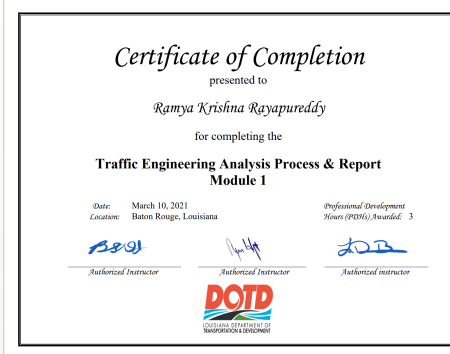 Certificate of Completion
presented to
Ramya Krishna Rayapureddy
for completing the
Traffic Engineering Analysis Process & Report
Module 1
Date: March 10, 2021
Location: Baton Rouge, Louisiana
Professional Development
Hours (PDHs) Awarded: 3
Authorized Instructor
Authorized Instructor
Authorized instructor
DOTD
LOUISIANA DEPARTMENT OF
TRANSPORTATION & DEVELOPMENT